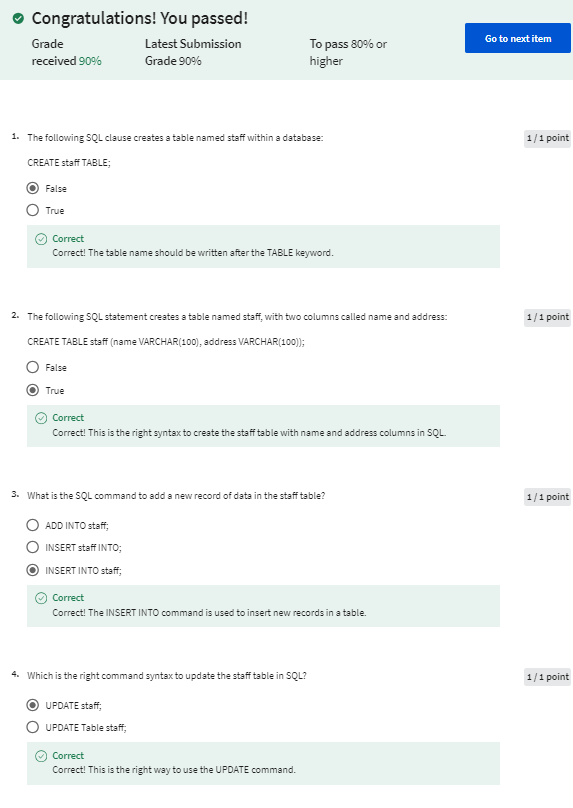 Congratulations! You passed!
Grade received 90%
Latest Submission Grade 90%
To pass 80% or higher
Go to next item
1. The following SQL clause creates a table named staff within a database:
1 / 1 point
CREATE staff TABLE;
False
True
Correct
Correct! The table name should be written after the TABLE keyword.
2. The following SQL statement creates a table named staff, with two columns called name and address:
1 / 1 point
CREATE TABLE staff (name VARCHAR(100), address VARCHAR(100));
False
True
Correct
Correct! This is the right syntax to create the staff table with name and address columns in SQL.
3. What is the SQL command to add a new record of data in the staff table?
1 / 1 point
ADD INTO staff;
INSERT staff INTO;
INSERT INTO staff;
Correct
Correct! The INSERT INTO command is used to insert new records in a table.
4. Which is the right command syntax to update the staff table in SQL?
1 / 1 point
UPDATE staff;
UPDATE Table staff;
Correct
Correct! This is the right way to use the UPDATE command.